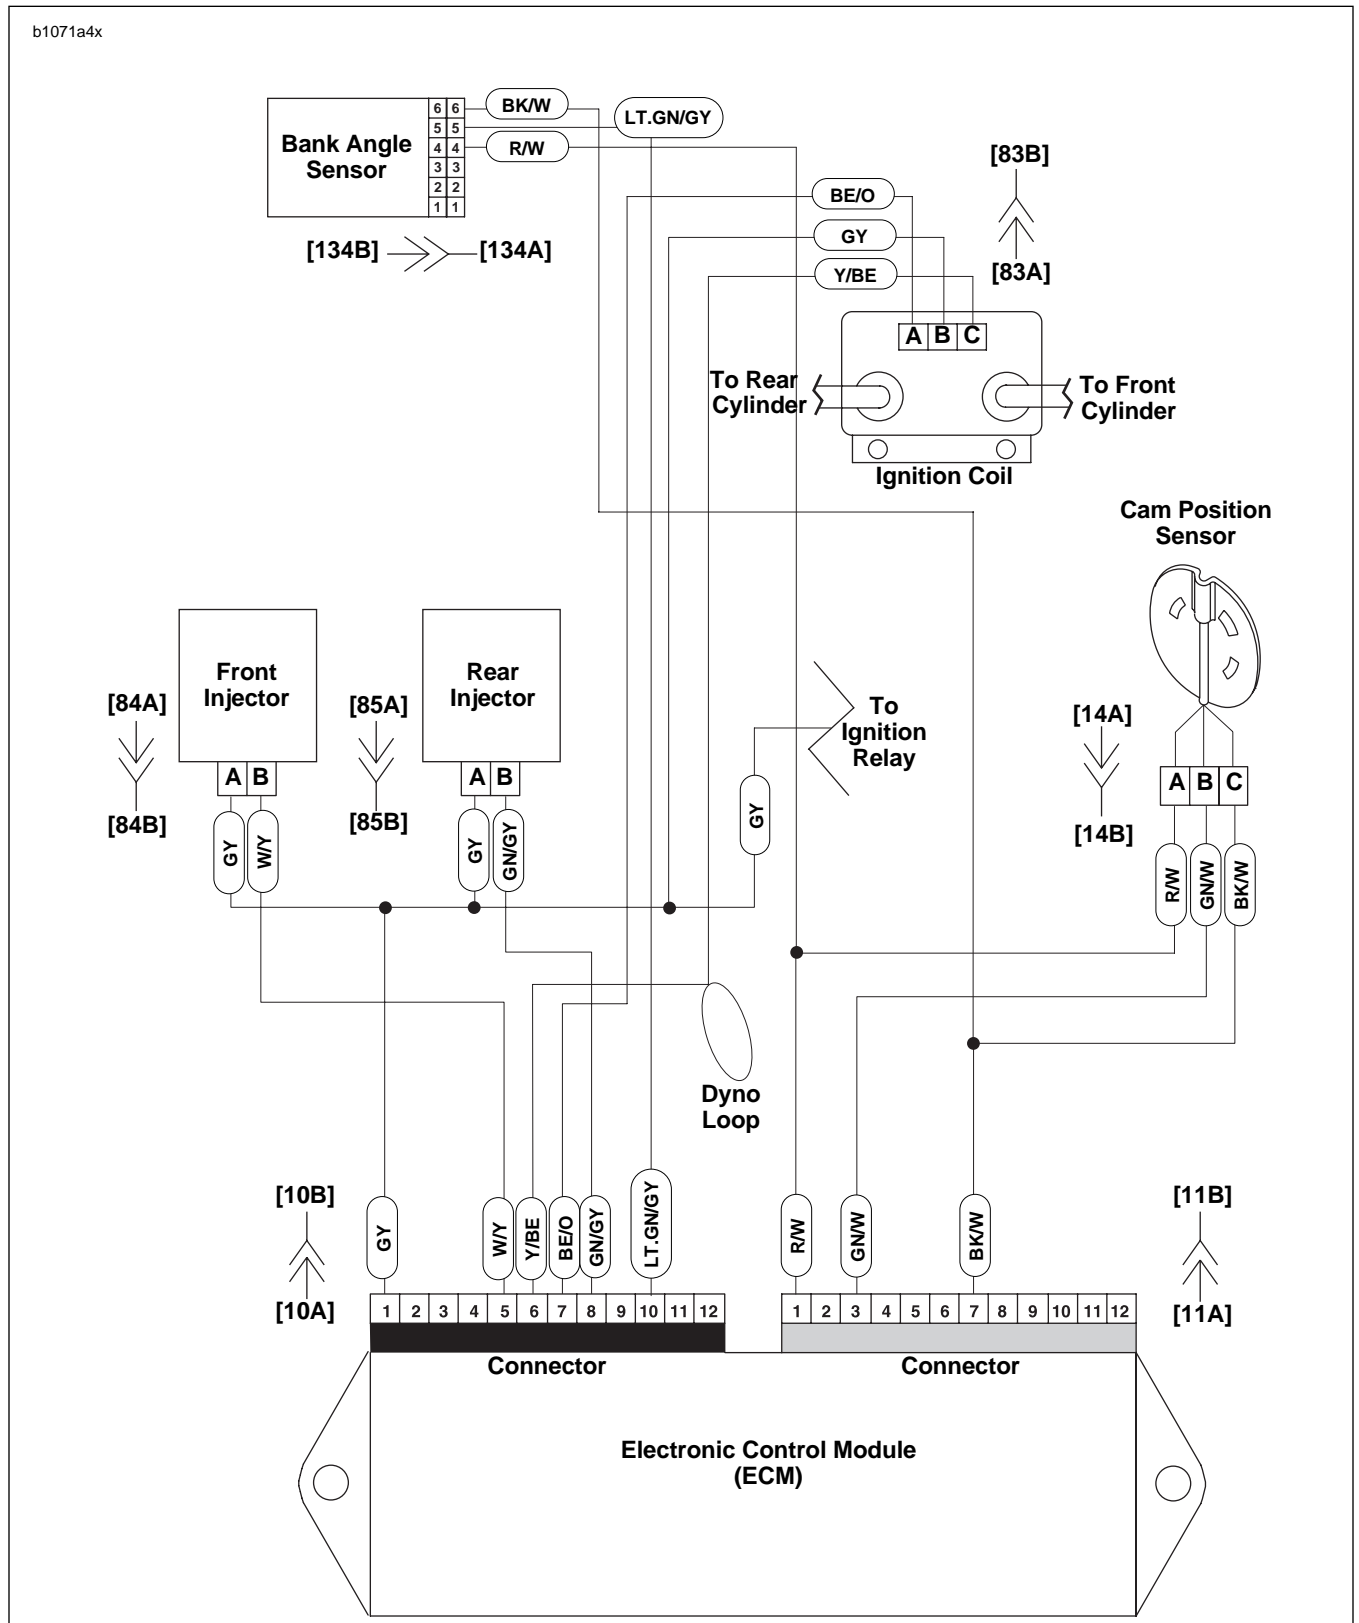 b1071a4x
Bank Angle
Sensor
6 6
5 5
4 4
3 3
2 2
1 1
BK/W
LT.GN/GY
R/W
[134B]
[134A]
BE/O
GY
Y/BE
[83B]
[83A]
A B C
To Rear
Cylinder
To Front
Cylinder
Ignition Coil
Cam Position
Sensor
Front
Injector
[84A]
[84B]
A B
GY
W/Y
Rear
Injector
[85A]
[85B]
A B
GY
GN/GY
To
Ignition
Relay
GY
[14A]
[14B]
A B C
R/W
GN/W
BK/W
Dyno
Loop
[10B]
[10A]
GY
W/Y
Y/BE
BE/O
GN/GY
LT.GN/GY
R/W
GN/W
BK/W
[11B]
[11A]
1 2 3 4 5 6 7 8 9 10 11 12
1 2 3 4 5 6 7 8 9 10 11 12
Connector
Connector
Electronic Control Module
(ECM)